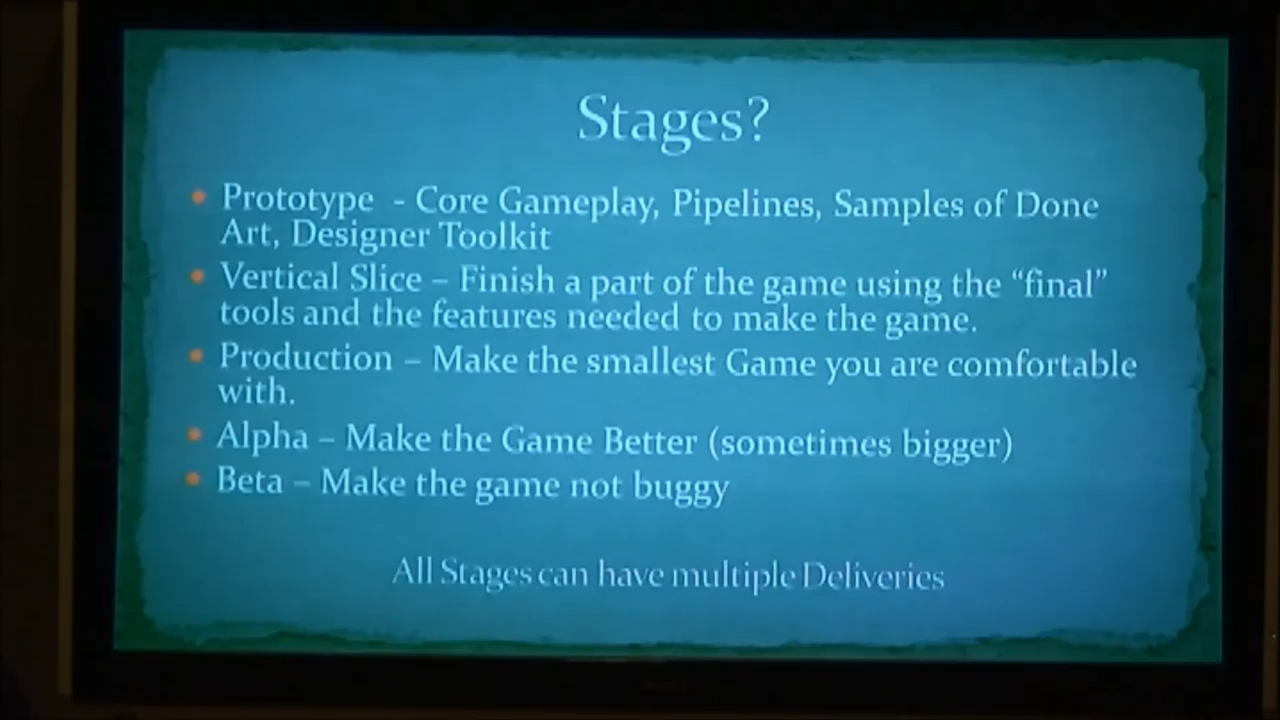 Stages?
• Prototype - Core Gameplay, Pipelines, Samples of Done
Art, Designer Toolkit
• Vertical Slice – Finish a part of the game using the “final”
tools and the features needed to make the game.
• Production – Make the smallest Game you are comfortable
with.
• Alpha – Make the Game Better (sometimes bigger)
• Beta – Make the game not buggy
All Stages can have multiple Deliveries